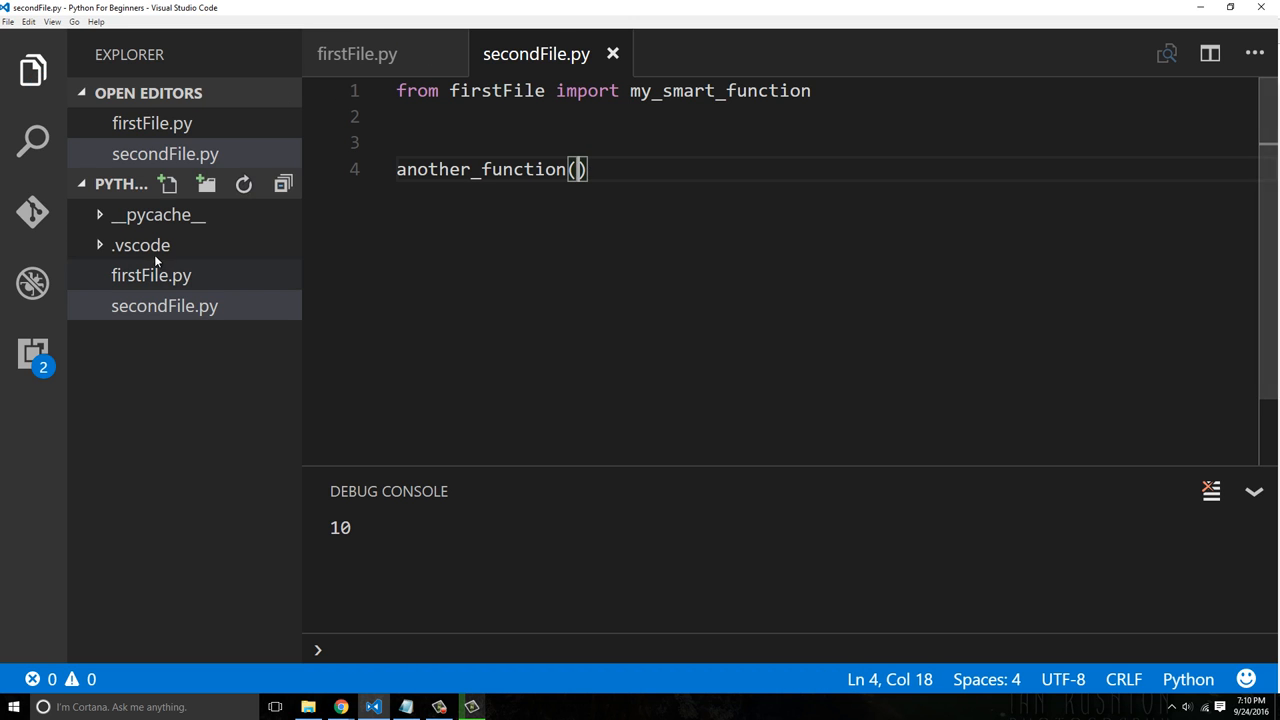 secondFile.py - Python For Beginners - Visual Studio Code
File Edit View Go Help
EXPLORER
OPEN EDITORS
firstFile.py
secondFile.py
PYTH...
__pycache__
.vscode
firstFile.py
secondFile.py
2
firstFile.py
secondFile.py
1 from firstFile import my_smart_function
2
3
4 another_function()
DEBUG CONSOLE
10
0 0
Ln 4, Col 18 Spaces: 4 UTF-8 CRLF Python
I'm Cortana. Ask me anything.
7:10 PM
9/24/2016